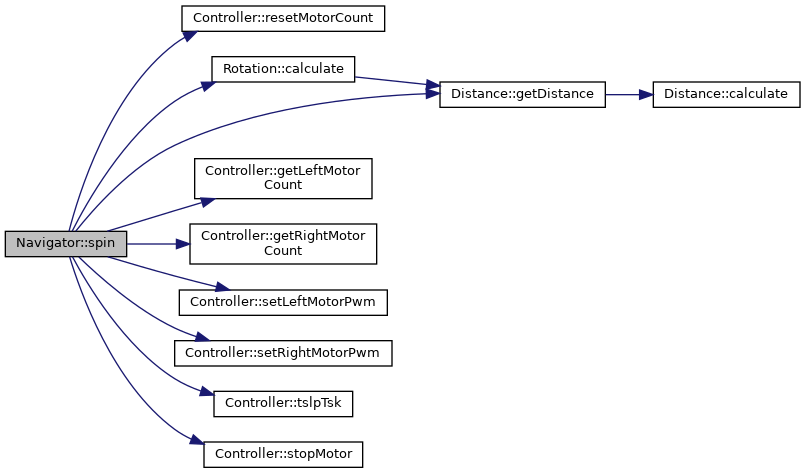 Controller::resetMotorCount
Rotation::calculate
Distance::getDistance
Distance::calculate
Controller::getLeftMotor
Count
Navigator::spin
Controller::getRightMotor
Count
Controller::setLeftMotorPwm
Controller::setRightMotorPwm
Controller::tslpTsk
Controller::stopMotor